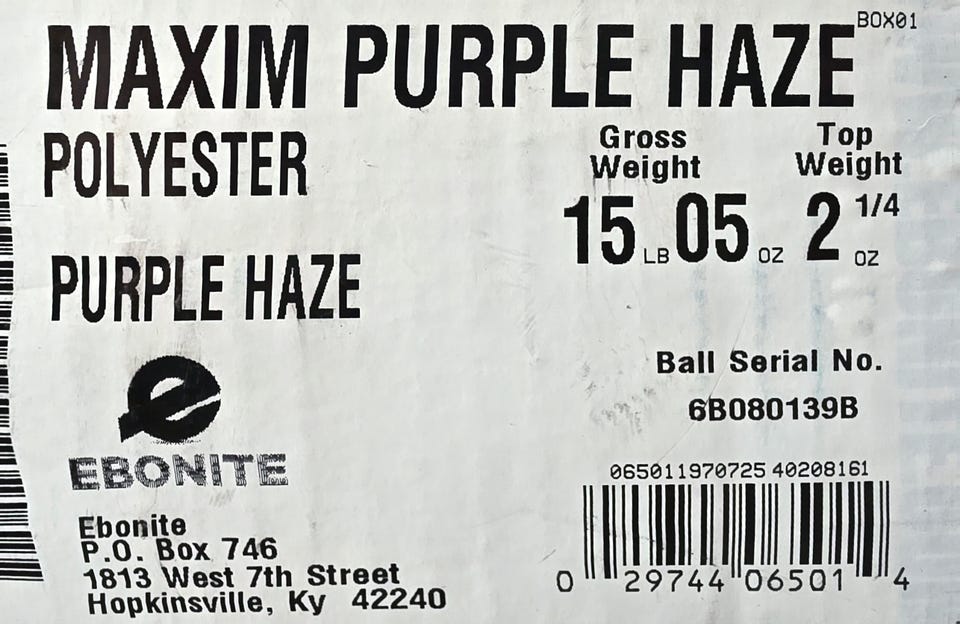 BOX01
MAXIM PURPLE HAZE
POLYESTER
Gross Weight
Top Weight
15 LB 05 OZ
2 1/4 OZ
PURPLE HAZE
Ball Serial No.
6B080139B
EBONITE
Ebonite
P.O. Box 746
1813 West 7th Street
Hopkinsville, Ky 42240
065011970725 40208161
0 29744 06501 4